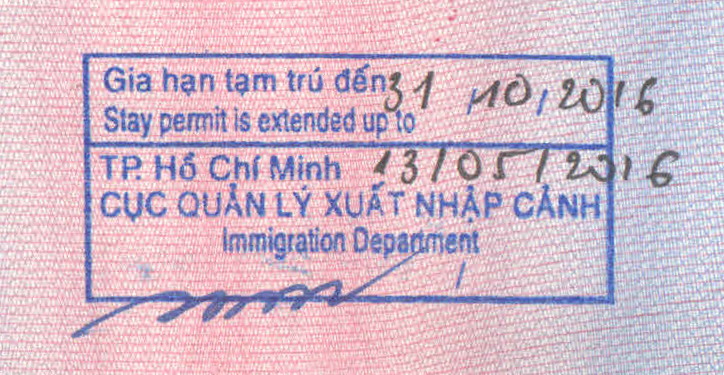 Gia hạn tạm trú đến 31/10/2016
Stay permit is extended up to
TP. Hồ Chí Minh 13/05/2016
CỤC QUẢN LÝ XUẤT NHẬP CẢNH
Immigration Department